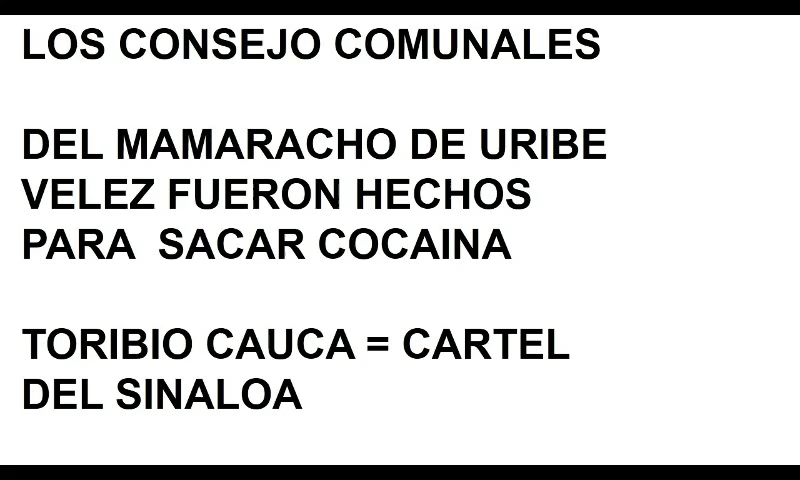 LOS CONSEJO COMUNALES
DEL MAMARACHO DE URIBE
VELEZ FUERON HECHOS
PARA  SACAR COCAINA
TORIBIO CAUCA = CARTEL
DEL SINALOA